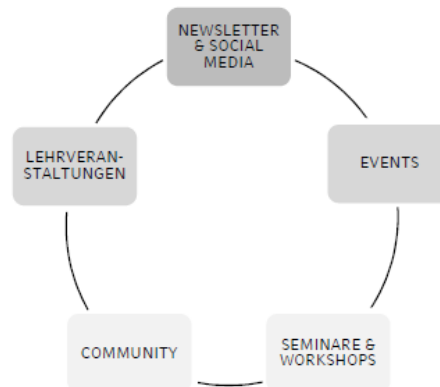 NEWSLETTER
& SOCIAL
MEDIA
EVENTS
SEMINARE &
WORKSHOPS
COMMUNITY
LEHRVERAN-
STALTUNGEN